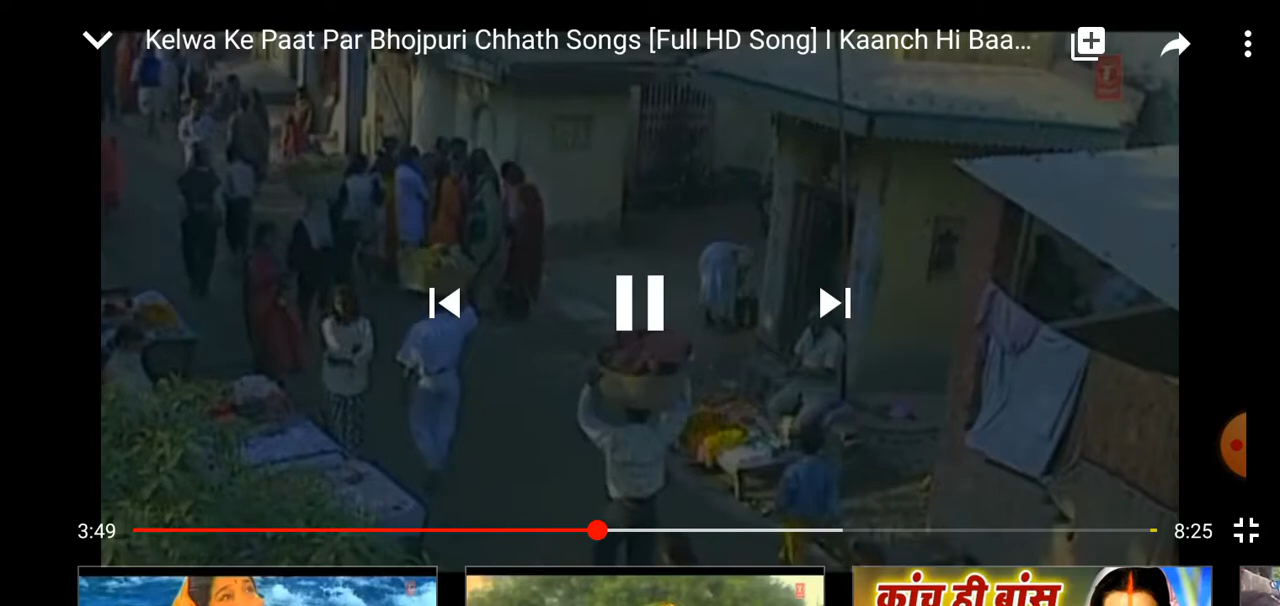 Kelwa Ke Paat Par Bhojpuri Chhath Songs [Full HD Song] I Kaanch Hi Baa...
3:49
8:25
कांच ही बांस